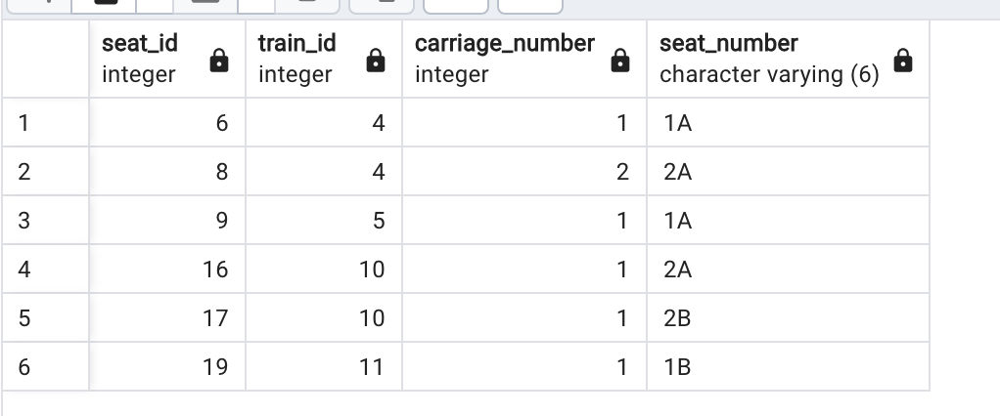 seat_id train_id carriage_number seat_number
integer integer integer character varying (6)
1 6 4 1 1A
2 8 4 2 2A
3 9 5 1 1A
4 16 10 1 2A
5 17 10 1 2B
6 19 11 1 1B